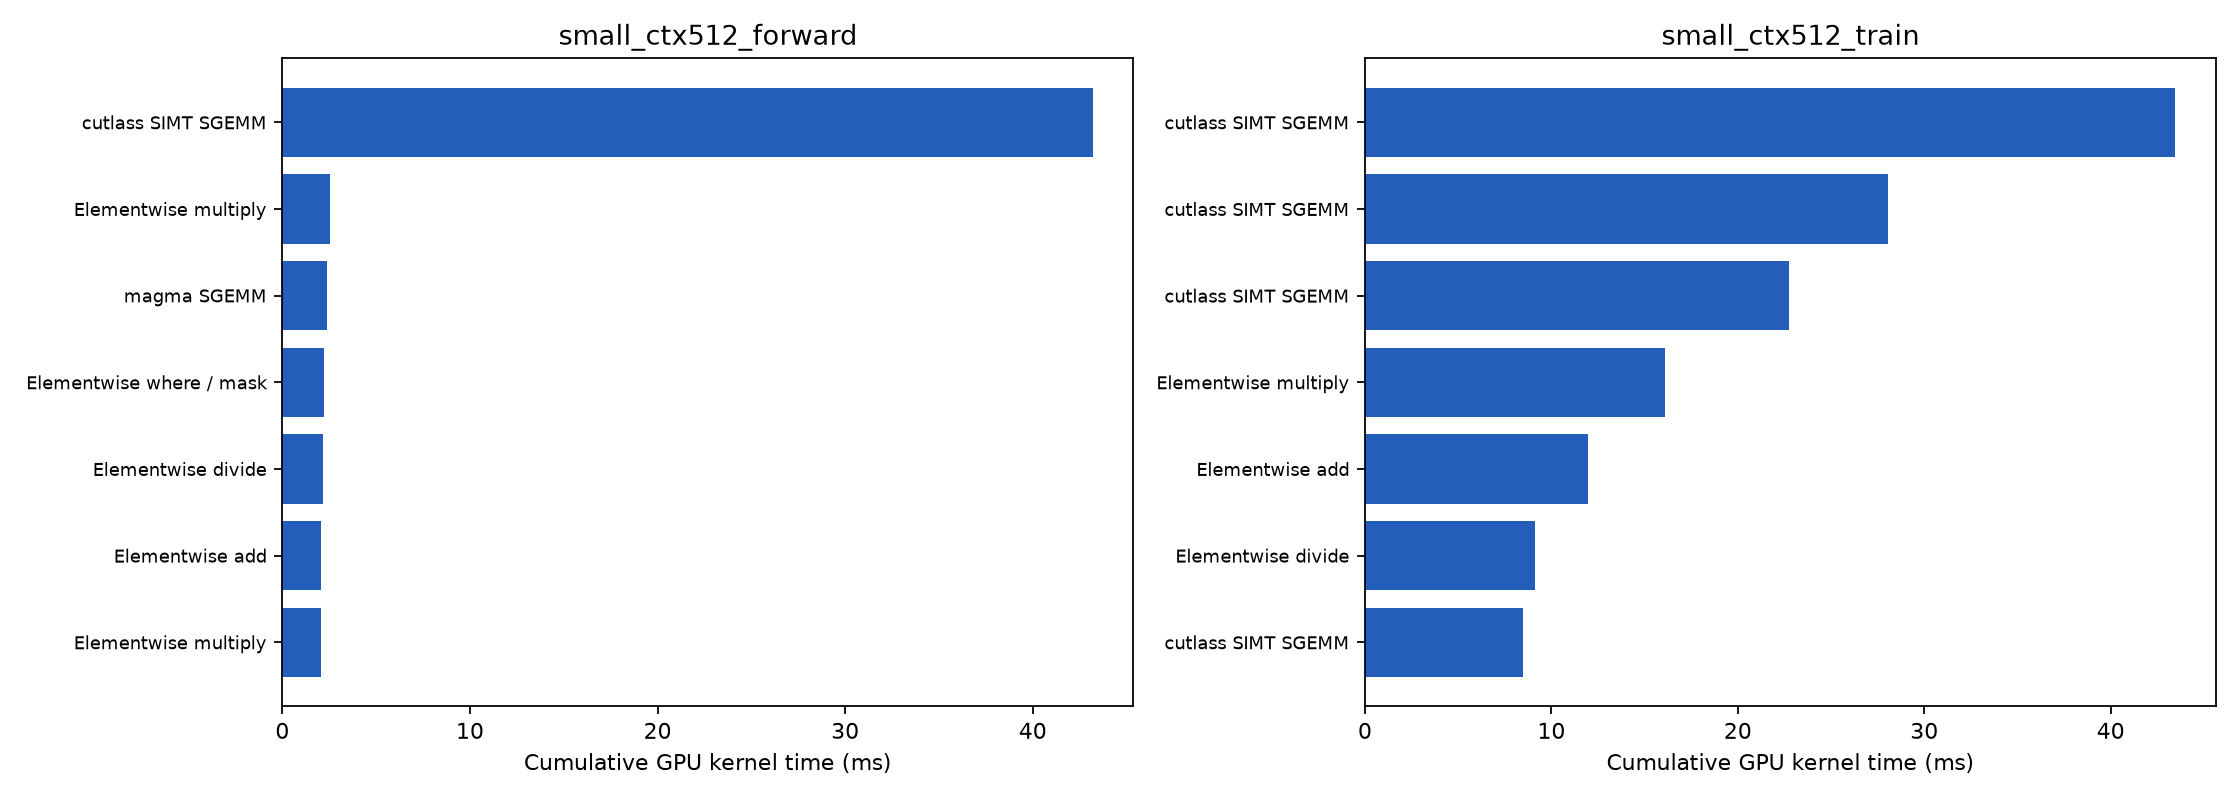 small_ctx512_forward
cutlass SIMT SGEMM
Elementwise multiply
magma SGEMM
Elementwise where / mask
Elementwise divide
Elementwise add
Elementwise multiply
0 10 20 30 40
Cumulative GPU kernel time (ms)
small_ctx512_train
cutlass SIMT SGEMM
cutlass SIMT SGEMM
cutlass SIMT SGEMM
Elementwise multiply
Elementwise add
Elementwise divide
cutlass SIMT SGEMM
0 10 20 30 40
Cumulative GPU kernel time (ms)